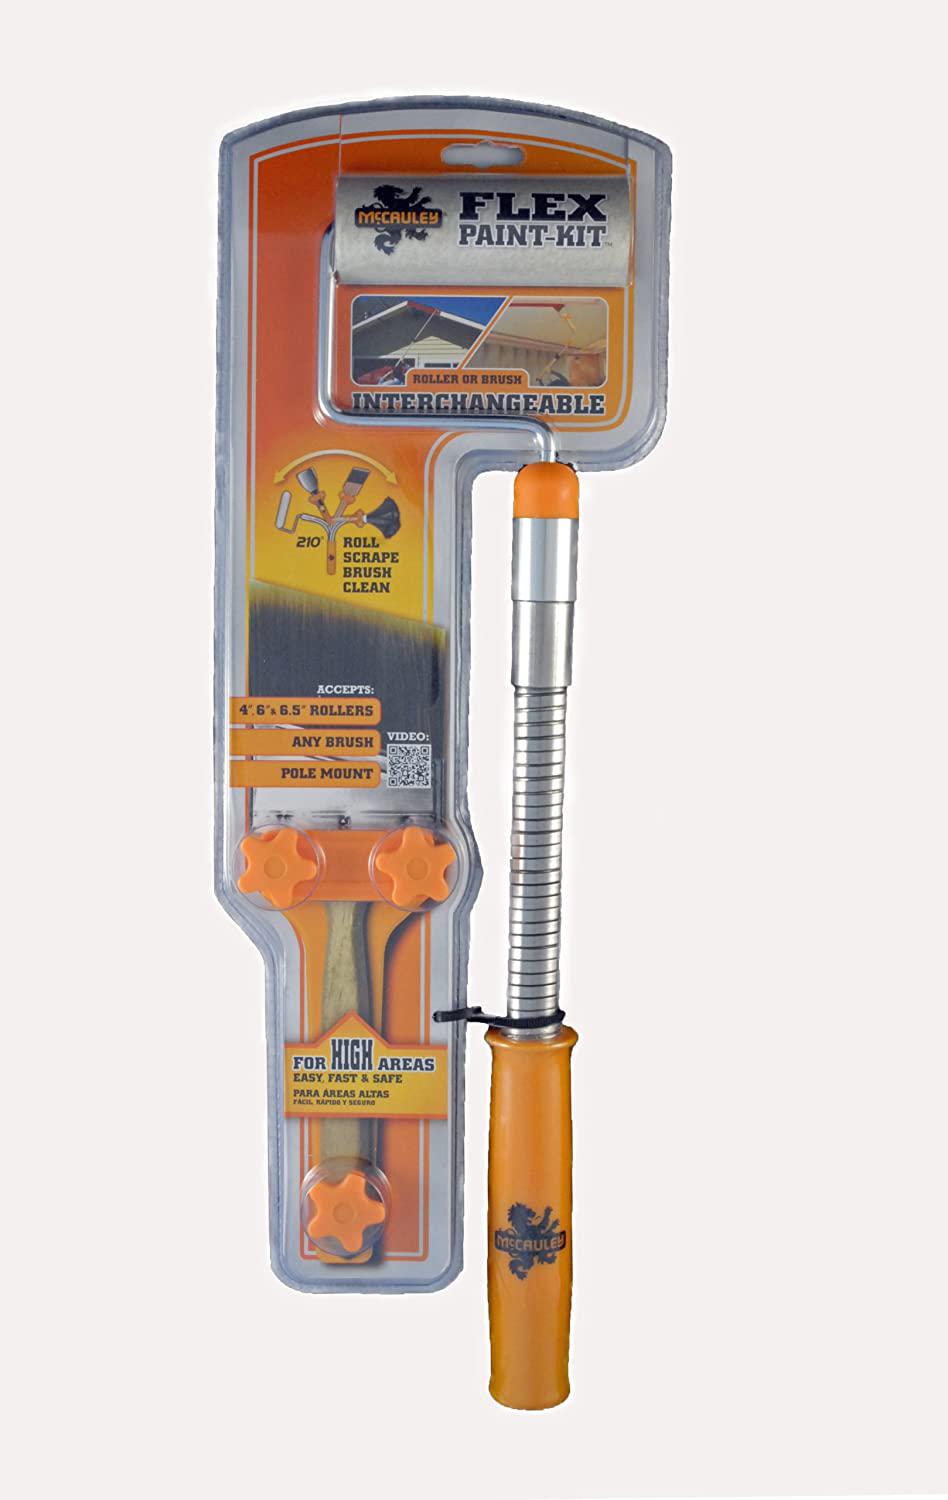 McCAULEY
FLEX
PAINT-KIT™
ROLLER OR BRUSH
INTERCHANGEABLE
210°
ROLL
SCRAPE
BRUSH
CLEAN
ACCEPTS:
4", 6" & 6.5" ROLLERS
ANY BRUSH
POLE MOUNT
VIDEO:
FOR HIGH AREAS
EASY, FAST & SAFE
PARA ÁREAS ALTAS
FÁCIL, RÁPIDO Y SEGURO
McCAULEY